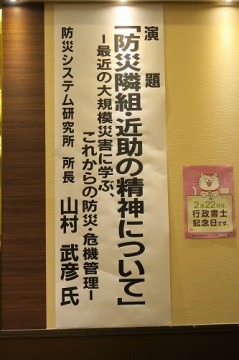 演題
「防災隣組・近助の精神について」
−最近の大規模災害に学ぶ、
これからの防災・危機管理−
防災システム研究所 所長
山村 武彦 氏
2月22日は、
行政書士
記念日です。